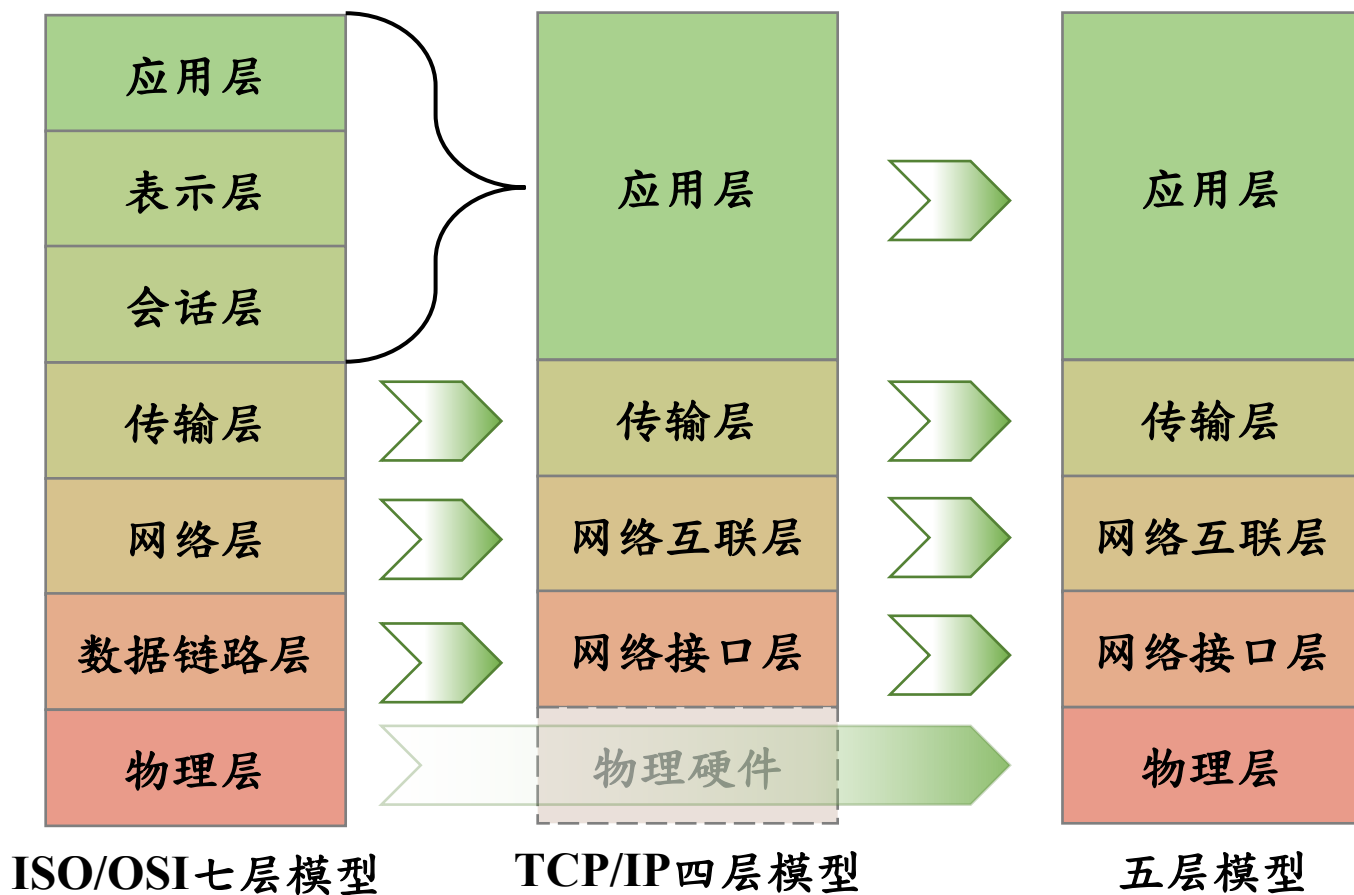 应用层
表示层
会话层
传输层
网络层
数据链路层
物理层
ISO/OSI七层模型
应用层
传输层
网络互联层
网络接口层
物理硬件
TCP/IP四层模型
应用层
传输层
网络互联层
网络接口层
物理层
五层模型